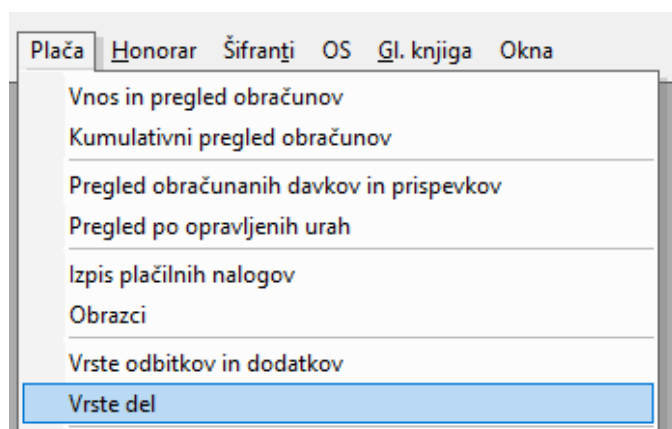 Plača Honorar Šifranti OS Gl. knjiga Okna
Vnos in pregled obračunov
Kumulativni pregled obračunov
Pregled obračunanih davkov in prispevkov
Pregled po opravljenih urah
Izpis plačilnih nalogov
Obrazci
Vrste odbitkov in dodatkov
Vrste del